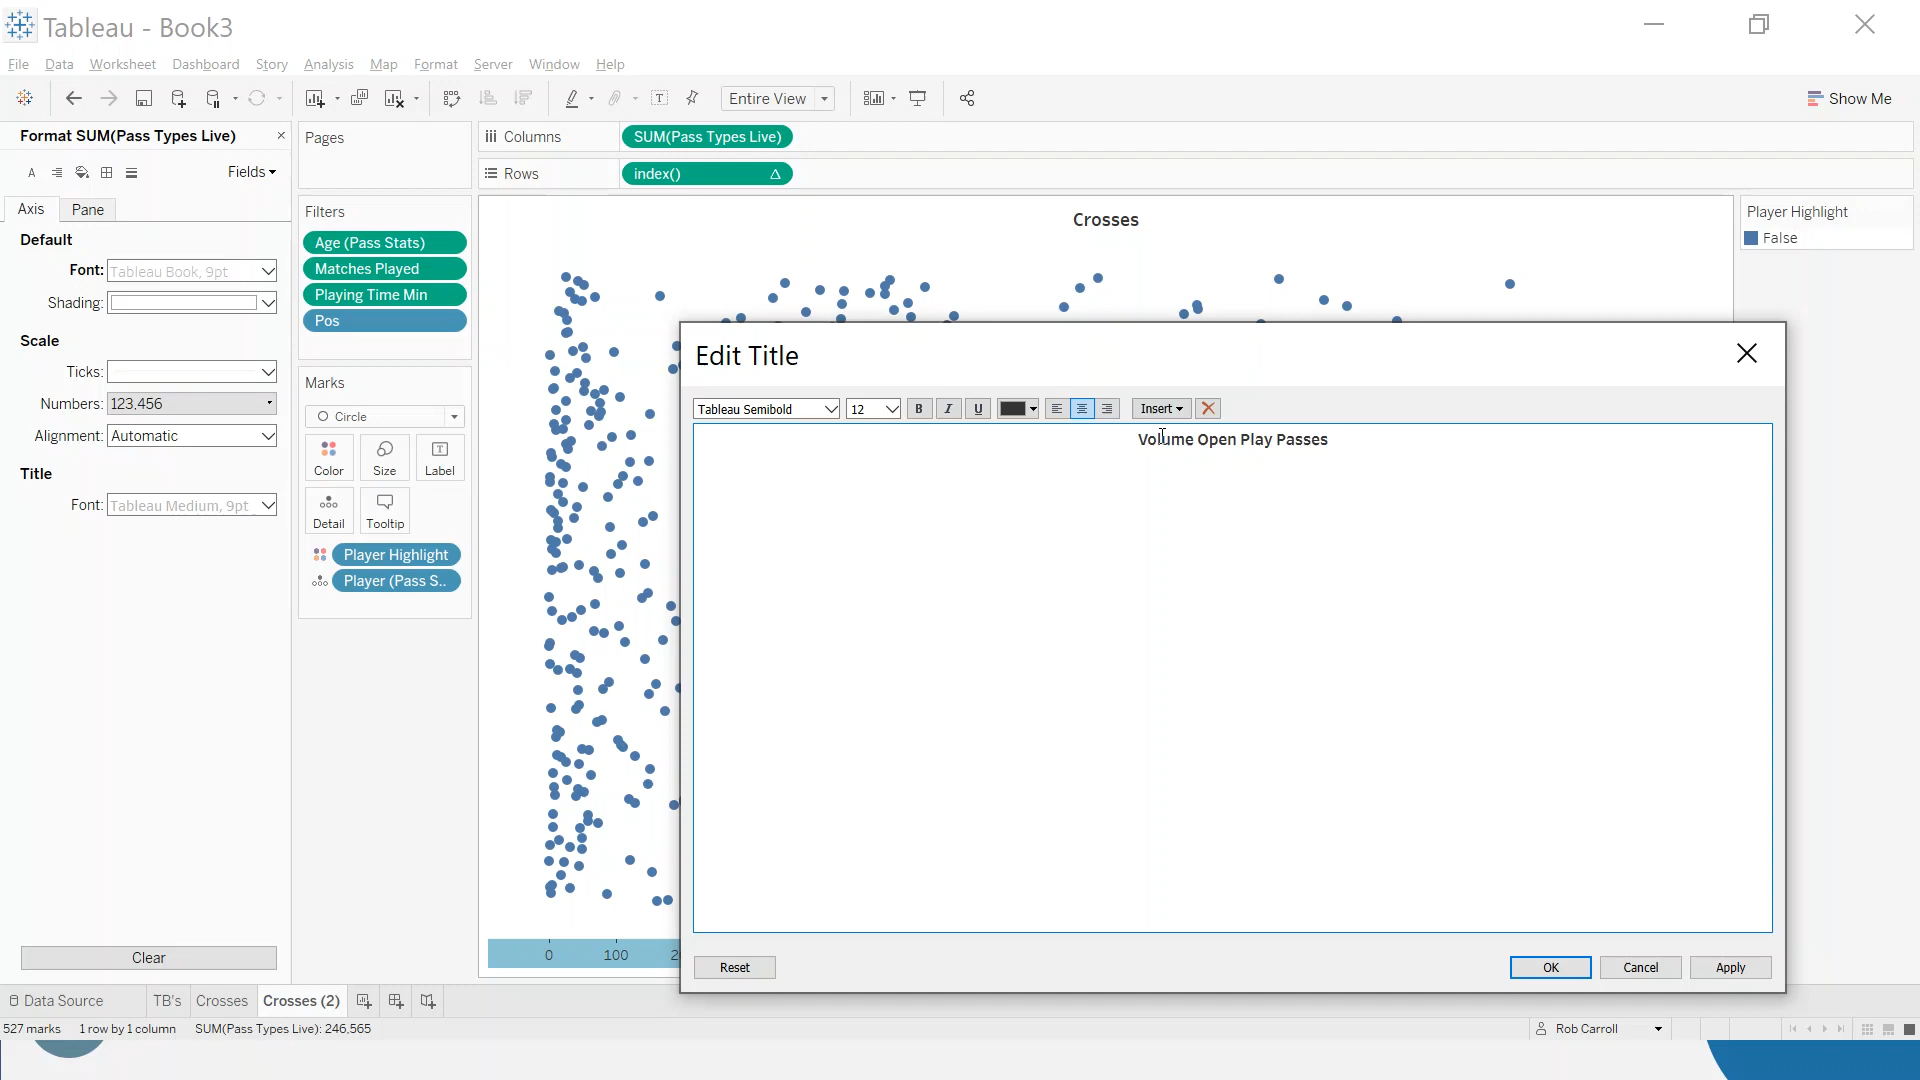 Tableau - Book3
File Data Worksheet Dashboard Story Analysis Map Format Server Window Help
Entire View
Show Me
Format SUM(Pass Types Live)
Fields
Axis Pane
Default
Font: Tableau Book, 9pt
Shading:
Scale
Ticks:
Numbers: 123,456
Alignment: Automatic
Title
Font: Tableau Medium, 9pt
Clear
Pages
Filters
Age (Pass Stats)
Matches Played
Playing Time Min
Pos
Marks
Circle
Color Size Label
Detail Tooltip
Player Highlight
Player (Pass S..
Columns SUM(Pass Types Live)
Rows index()
Crosses
Player Highlight
False
Edit Title
Tableau Semibold 12 B I U Insert
Volume Open Play Passes
Reset OK Cancel Apply
0 100 2
Data Source TB's Crosses Crosses (2)
527 marks 1 row by 1 column SUM(Pass Types Live): 246,565
Rob Carroll